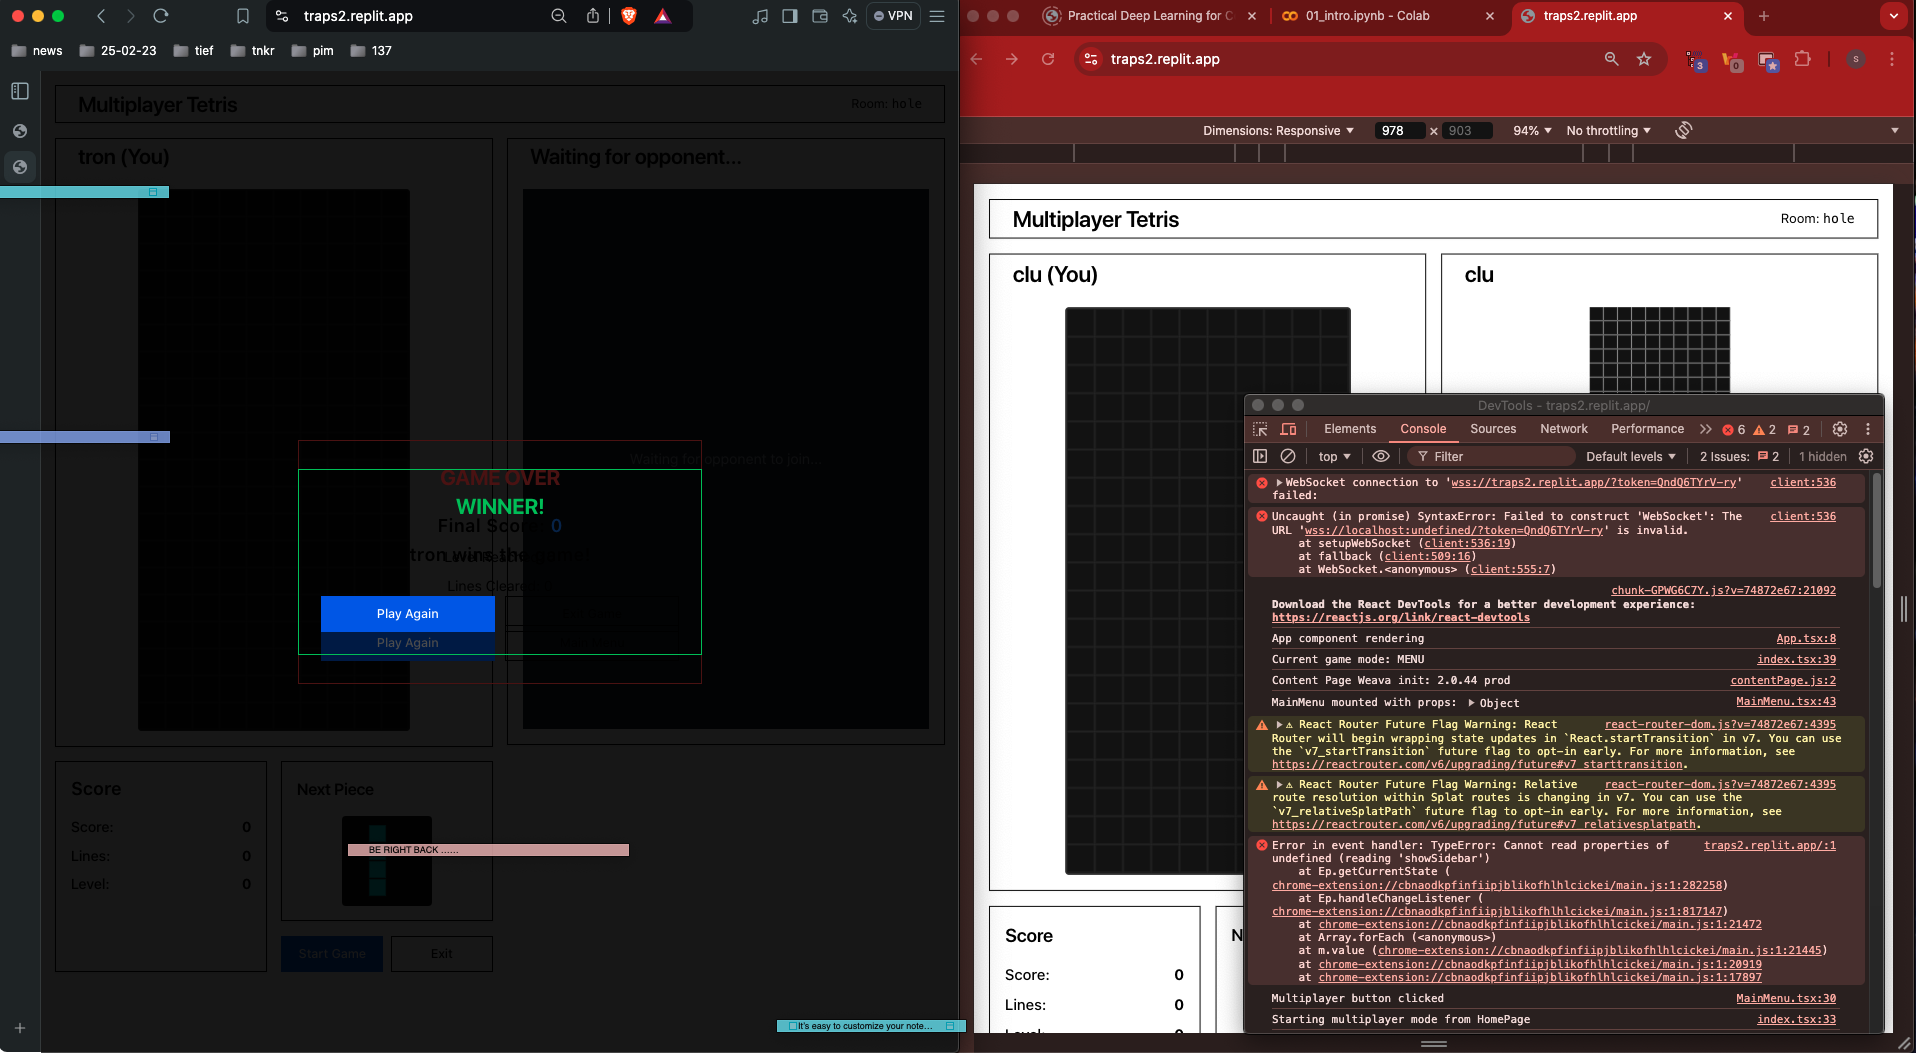 traps2.replit.app
VPN
news
25-02-23
tief
tnkr
pim
137
Multiplayer Tetris
Room: hole
tron (You)
Waiting for opponent...
Waiting for opponent to join...
GAME OVER
WINNER!
Final Score: 0
tron wins the
Lines Cleared: 0
Play Again
Play Again
Score
Score: 0
Lines: 0
Level: 0
Next Piece
BE RIGHT BACK ......
Start Game
Exit
It's easy to customize your note...
Practical Deep Learning for C
01_intro.ipynb - Colab
traps2.replit.app
traps2.replit.app
3
0
S
Dimensions: Responsive
978 × 903
94%
No throttling
Multiplayer Tetris
Room: hole
clu (You)
clu
Score
Score: 0
Lines: 0
Level: 0
N
DevTools - traps2.replit.app/
Elements
Console
Sources
Network
Performance
6
2
2
top
Filter
Default levels
2 Issues: 2
1 hidden
WebSocket connection to 'wss://traps2.replit.app/?token=QndQ6TYrV-ry' client:536
failed:
Uncaught (in promise) SyntaxError: Failed to construct 'WebSocket': The client:536
URL 'wss://localhost:undefined/?token=QndQ6TYrV-ry' is invalid.
at setupWebSocket (client:536:19)
at fallback (client:509:16)
at WebSocket.<anonymous> (client:555:7)
chunk-GPWG6C7Y.js?v=74872e67:21092
Download the React DevTools for a better development experience:
https://reactjs.org/link/react-devtools
App component rendering App.tsx:8
Current game mode: MENU index.tsx:39
Content Page Weava init: 2.0.44 prod contentPage.js:2
MainMenu mounted with props: Object MainMenu.tsx:43
⚠ React Router Future Flag Warning: React react-router-dom.js?v=74872e67:4395
Router will begin wrapping state updates in `React.startTransition` in v7. You can use
the `v7_startTransition` future flag to opt-in early. For more information, see
https://reactrouter.com/v6/upgrading/future#v7_starttransition.
⚠ React Router Future Flag Warning: Relative react-router-dom.js?v=74872e67:4395
route resolution within Splat routes is changing in v7. You can use the
`v7_relativeSplatPath` future flag to opt-in early. For more information, see
https://reactrouter.com/v6/upgrading/future#v7_relativesplatpath.
Error in event handler: TypeError: Cannot read properties of traps2.replit.app/:1
undefined (reading 'showSidebar')
at Ep.getCurrentState (
chrome-extension://cbnaodkpfinfiipjblikofhlhlcickei/main.js:1:282258)
at Ep.handleChangeListener (
chrome-extension://cbnaodkpfinfiipjblikofhlhlcickei/main.js:1:817147)
at chrome-extension://cbnaodkpfinfiipjblikofhlhlcickei/main.js:1:21472
at Array.forEach (<anonymous>)
at m.value (chrome-extension://cbnaodkpfinfiipjblikofhlhlcickei/main.js:1:21445)
at chrome-extension://cbnaodkpfinfiipjblikofhlhlcickei/main.js:1:20919
at chrome-extension://cbnaodkpfinfiipjblikofhlhlcickei/main.js:1:17897
Multiplayer button clicked MainMenu.tsx:30
Starting multiplayer mode from HomePage index.tsx:33